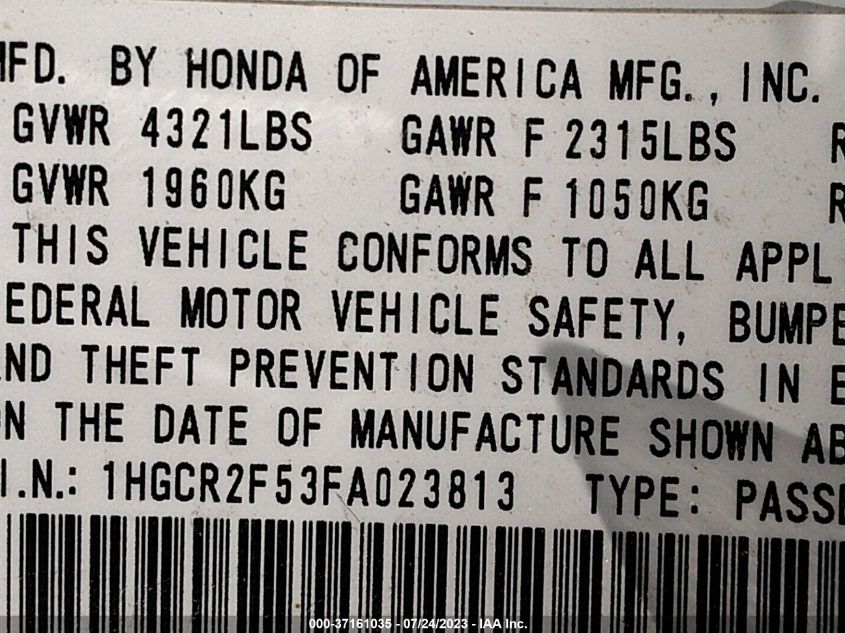 MFD. BY HONDA OF AMERICA MFG., INC.
GVWR 4321LBS GAWR F 2315LBS R
GVWR 1960KG GAWR F 1050KG R
THIS VEHICLE CONFORMS TO ALL APPL
EDERAL MOTOR VEHICLE SAFETY, BUMPE
ND THEFT PREVENTION STANDARDS IN E
N THE DATE OF MANUFACTURE SHOWN AB
I.N.: 1HGCR2F53FA023813 TYPE: PASSE
000-37161035 - 07/24/2023 - IAA Inc.